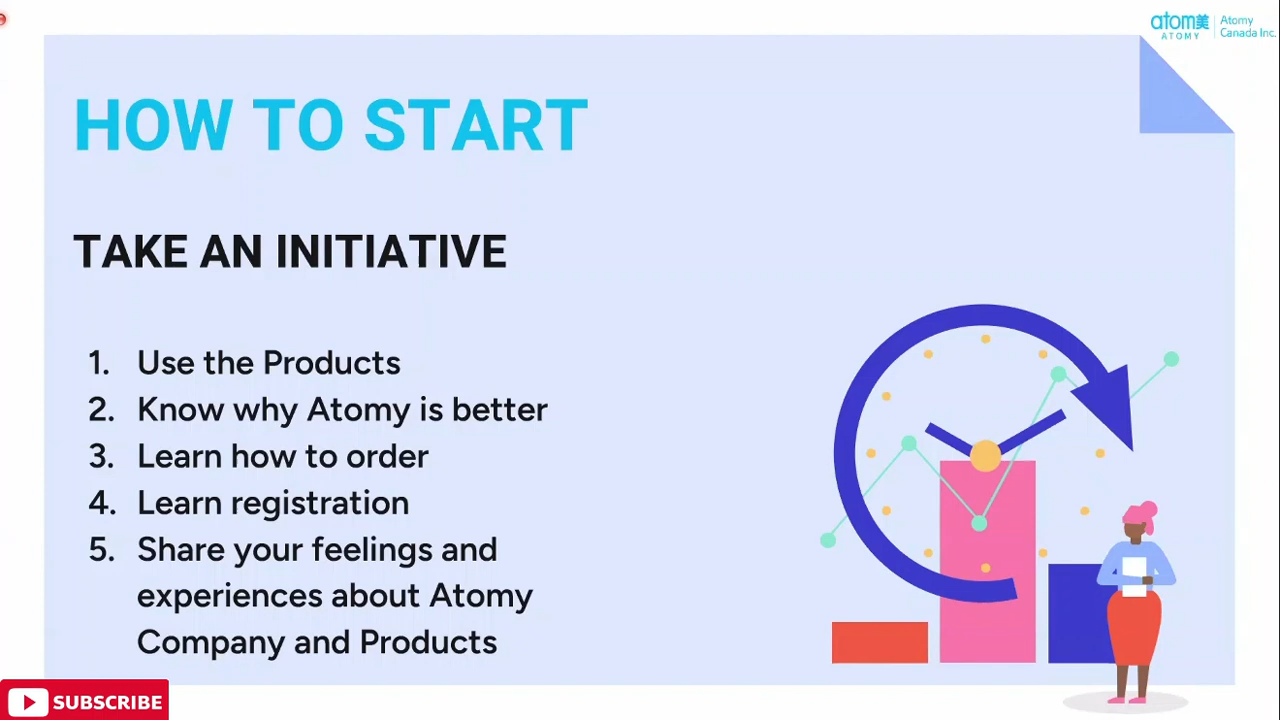 atom美
ATOMY
Atomy
Canada Inc.
HOW TO START
TAKE AN INITIATIVE
1. Use the Products
2. Know why Atomy is better
3. Learn how to order
4. Learn registration
5. Share your feelings and
experiences about Atomy
Company and Products
SUBSCRIBE